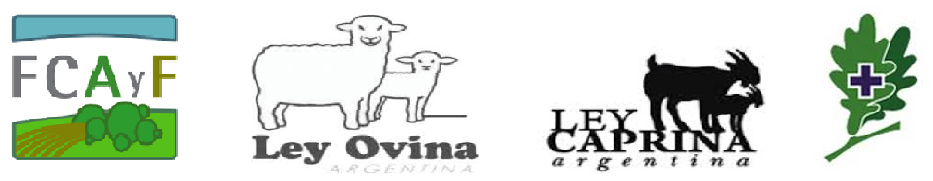 FCAyF
Ley Ovina
ARGENTINA
LEY
CAPRINA
argentina